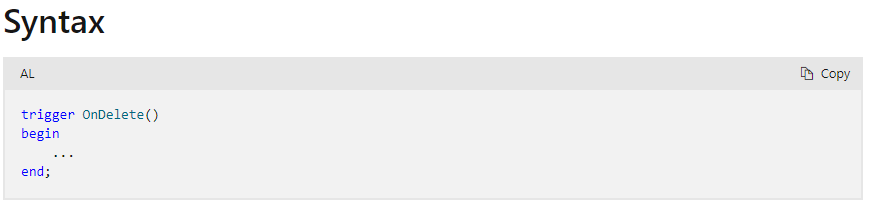 Syntax
AL Copy
trigger OnDelete()
begin
    ...
end;